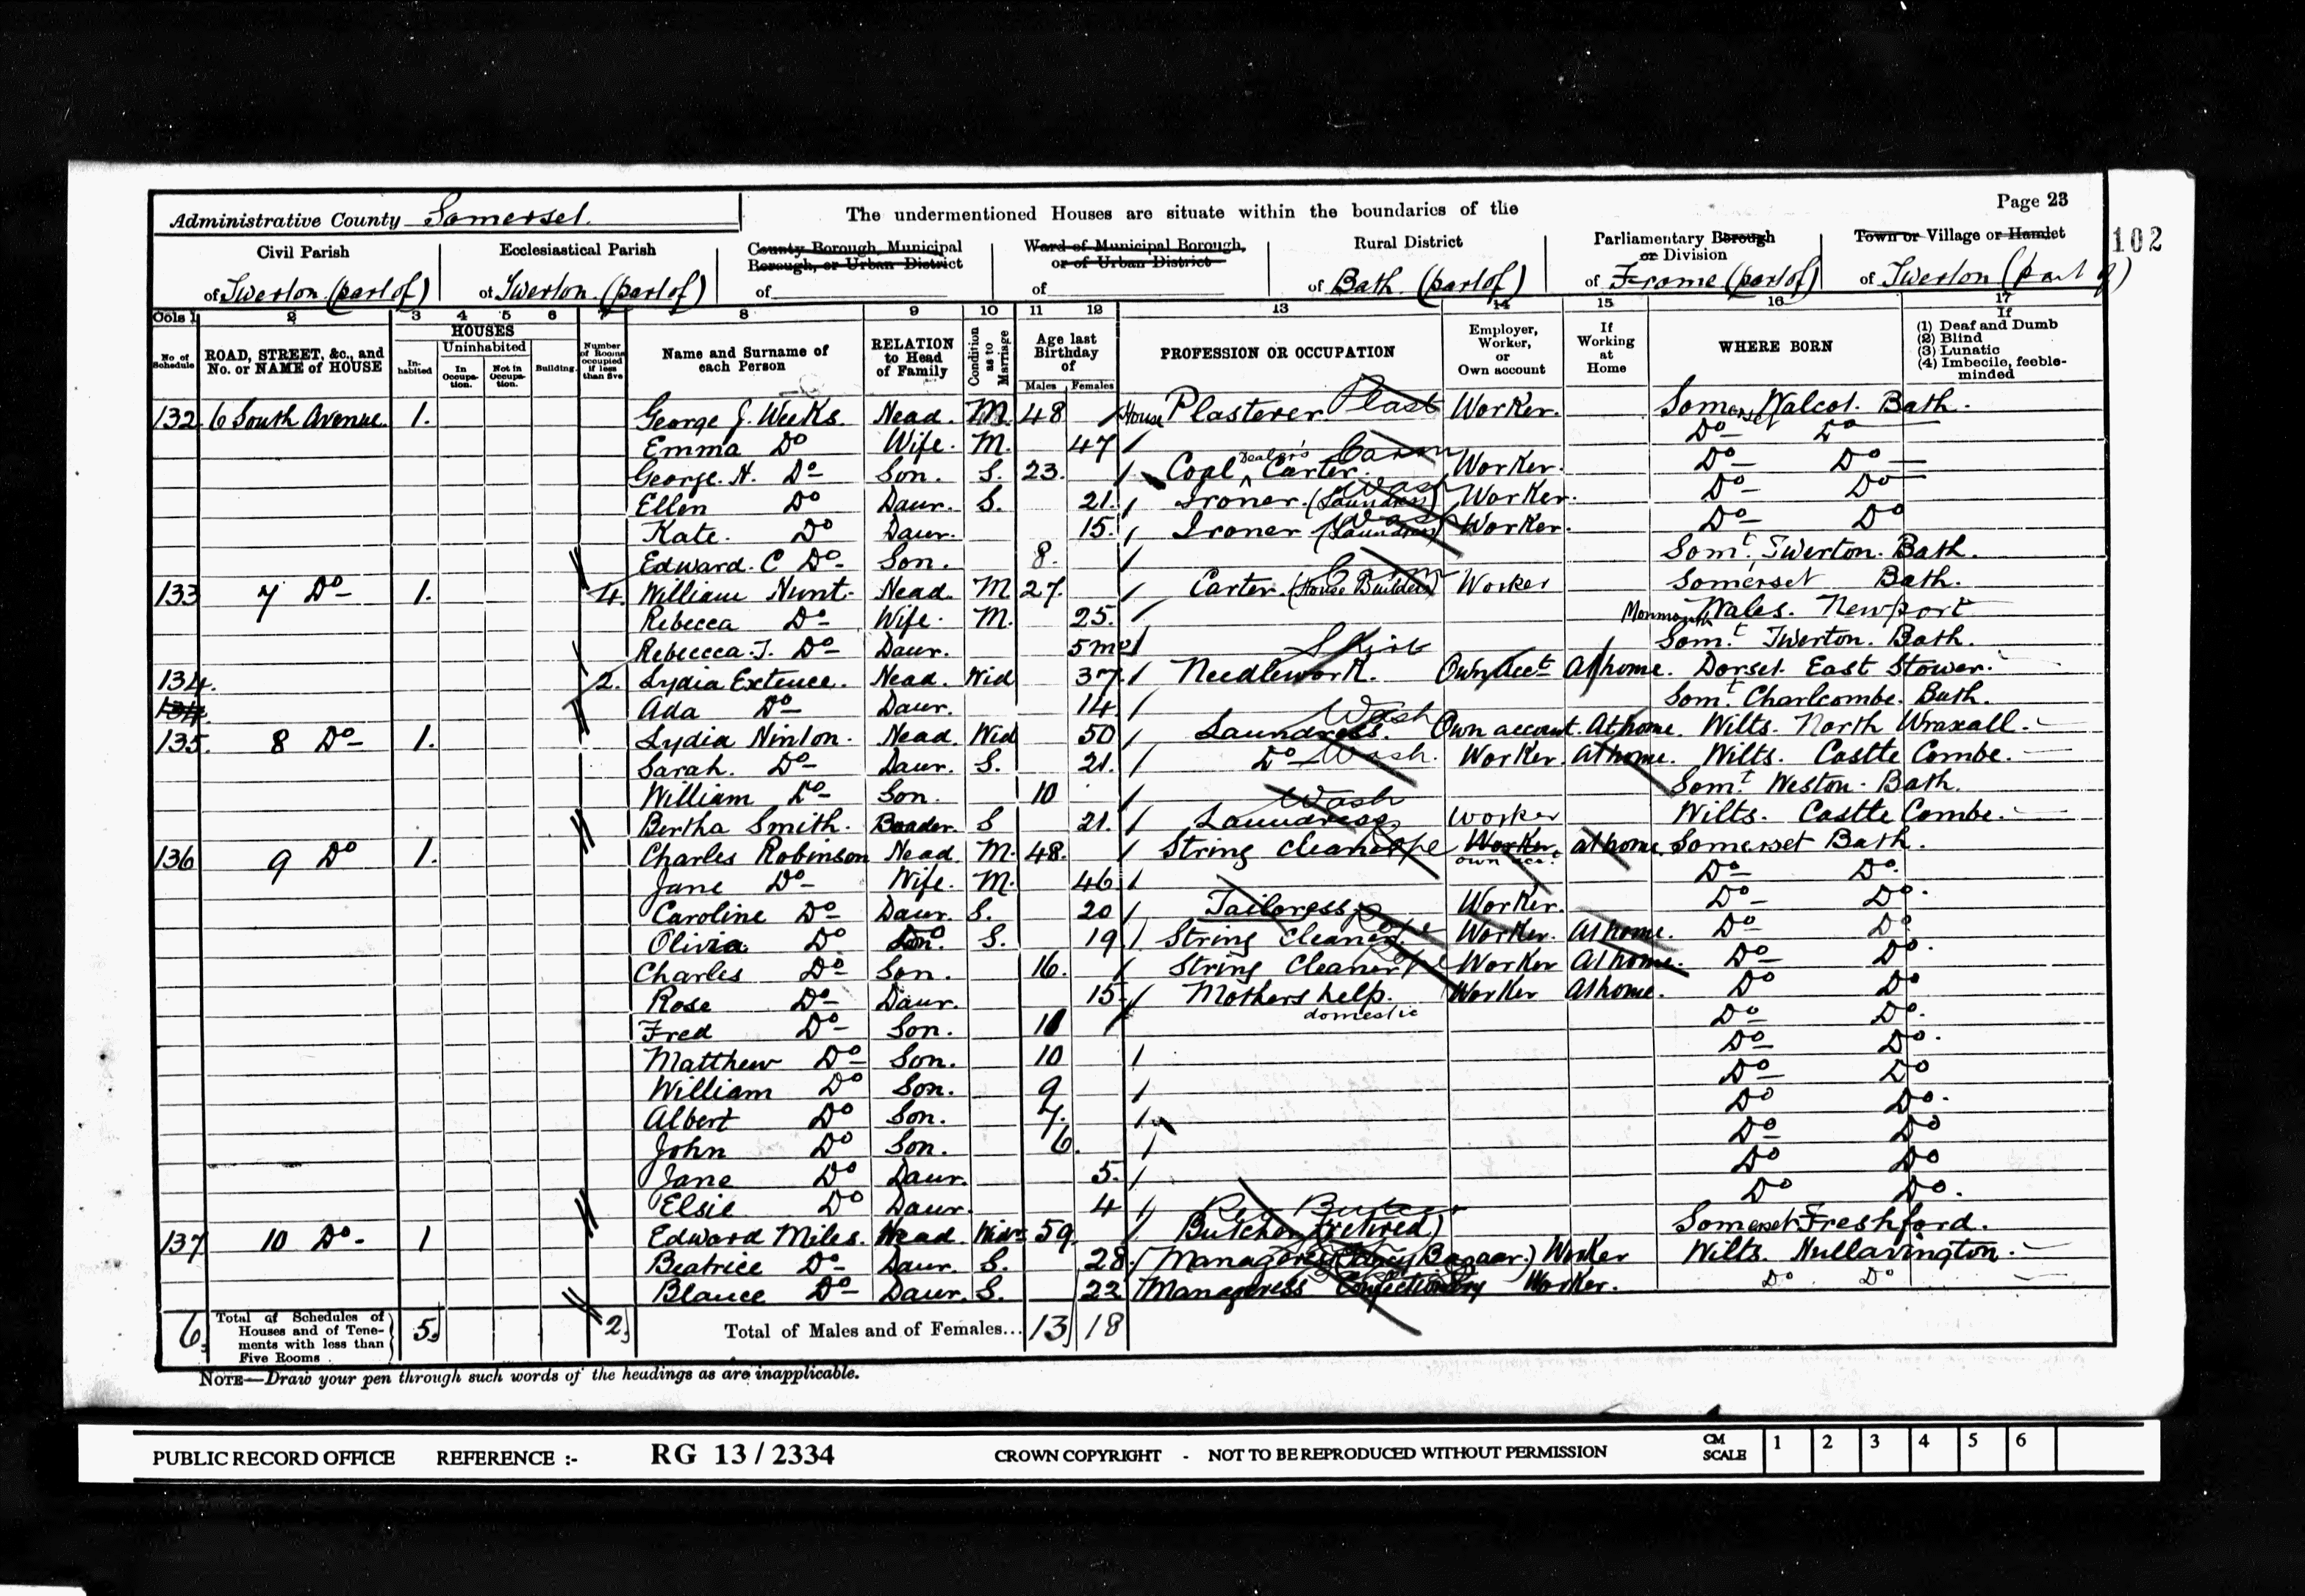 Page 23
Administrative County Somerset. The undermentioned Houses are situate within the boundaries of the
102
Civil Parish Ecclesiastical Parish County Borough, Municipal Borough, or Urban District Ward of Municipal Borough, or of Urban District Rural District Parliamentary Borough or Division Town or Village or Hamlet
of Twerton (part of) of Twerton (part of) of of of Bath (part of) of Frome (part of) of Twerton (part of)
Cols 1 2 3 4 5 6 7 8 9 10 11 12 13 14 15 16 17
No of Schedule ROAD, STREET, &c., and No. or NAME of HOUSE HOUSES Inhabited Uninhabited In Occupation. Not in Occupation. Building. Number of Rooms occupied if less than five Name and Surname of each Person RELATION to Head of Family Condition as to Marriage Age last Birthday of Males Females PROFESSION OR OCCUPATION Employer, Worker, or Own account If Working at Home WHERE BORN If (1) Deaf and Dumb (2) Blind (3) Lunatic (4) Imbecile, feeble-minded
132 6 South Avenue 1. George J. Weeks. Head. M. 48 House Plasterer Plast Worker. Somerset Walcot. Bath.
Emma Do Wife. M. 47 Do Do
George. H. Do Son. S. 23. Coal Dealer's Carter. Worker. Do Do
Ellen Do Daur. S. 21. Ironer (Laundress) Wash Worker. Do Do
Kate. Do Daur. 15. Ironer (Laundress) Worker. Do Do
Edward. C Do Son. 8. Somt. Twerton. Bath.
133 7 Do 1. 4. William Hunt. Head. M 27. Carter. (House Builders) Worker Somerset Bath.
Rebecca Do Wife. M. 25. Monmouth Wales. Newport
Rebecca. J. Do Daur. 5mo Somt. Twerton. Bath.
134. 2. Lydia Extence. Head. Wid 37. Needlework. Own Acct At home. Dorset. East Stower.
134. Ada Do Daur. 14. Somt. Charlcombe. Bath.
135. 8 Do 1. Lydia Hinton. Head. Wid 50 Laundress. Wash Own account. At home. Wilts. North Wraxall.
Sarah. Do Daur. S. 21. Do Wash. Worker. At home. Wilts. Castle Combe.
William Do Son. 10 Somt. Weston. Bath.
Bertha Smith. Boarder. S 21. Laundress Wash Worker Wilts. Castle Combe.
136 9 Do 1. Charles Robinson Head. M. 48. String Cleaner Worker own acc. at home. Somerset Bath.
Jane Do Wife. M. 46 Do Do.
Caroline Do Daur. S. 20 Tailoress Worker. Do Do.
Olivia Do Do. S. 19 String Cleaner. Worker. At home. Do Do
Charles Do Son. 16. String Cleaner Worker At home. Do Do.
Rose Do Daur. 15 Mothers help. domestic Worker At home. Do Do
Fred Do Son. 11 Do Do.
Matthew Do Son. 10 Do Do.
William Do Son. 9 Do Do
Albert Do Son. 7. Do Do.
John Do Son. 6. Do Do
Jane Do Daur. 5. Do Do
Elsie Do Daur. 4 Do Do.
137 10 Do. 1 Edward Miles. Head Widr 59. Butcher (retired) Somerset Freshford.
Beatrice Do Daur. S. 28. Manageress (Fancy Bazaar.) Worker Wilts. Hullavington.
Blance Do Daur. S. 22 Manageress Confectionery Worker. Do Do
6. Total of Schedules of Houses and of Tenements with less than Five Rooms 5. 2. Total of Males and of Females... 13 18
NOTE—Draw your pen through such words of the headings as are inapplicable.
PUBLIC RECORD OFFICE REFERENCE :- RG 13 / 2334 CROWN COPYRIGHT - NOT TO BE REPRODUCED WITHOUT PERMISSION CM SCALE 1 2 3 4 5 6